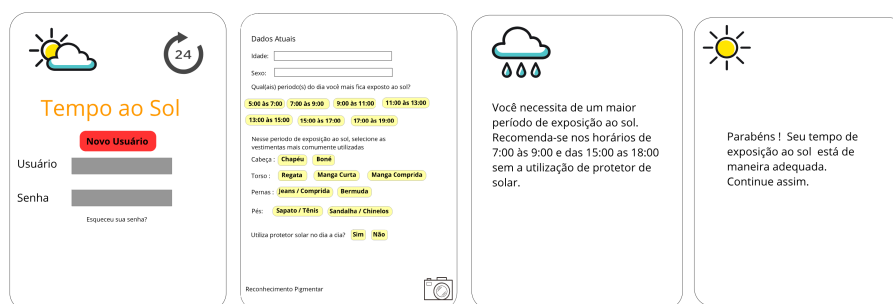 24
Tempo ao Sol
Novo Usuário
Usuário
Senha
Esqueceu sua senha?
Dados Atuais
Idade:
Sexo:
Qual(ais) periodo(s) do dia você mais fica exposto ao sol?
5:00 às 7:00 7:00 às 9:00 9:00 às 11:00 11:00 às 13:00
13:00 às 15:00 15:00 às 17:00 17:00 às 19:00
Nesse período de exposição ao sol, selecione as
vestimentas mais comumente utilizadas
Cabeça : Chapéu Boné
Torso : Regata Manga Curta Manga Comprida
Pernas : Jeans / Comprida Bermuda
Pés: Sapato / Tênis Sandalha / Chinelos
Utiliza protetor solar no dia a cia? Sim Não
Reconhecimento Pigmentar
Você necessita de um maior
período de exposição ao sol.
Recomenda-se nos horários de
7:00 às 9:00 e das 15:00 as 18:00
sem a utilização de protetor de
solar.
Parabéns ! Seu tempo de
exposição ao sol está de
maneira adequada.
Continue assim.